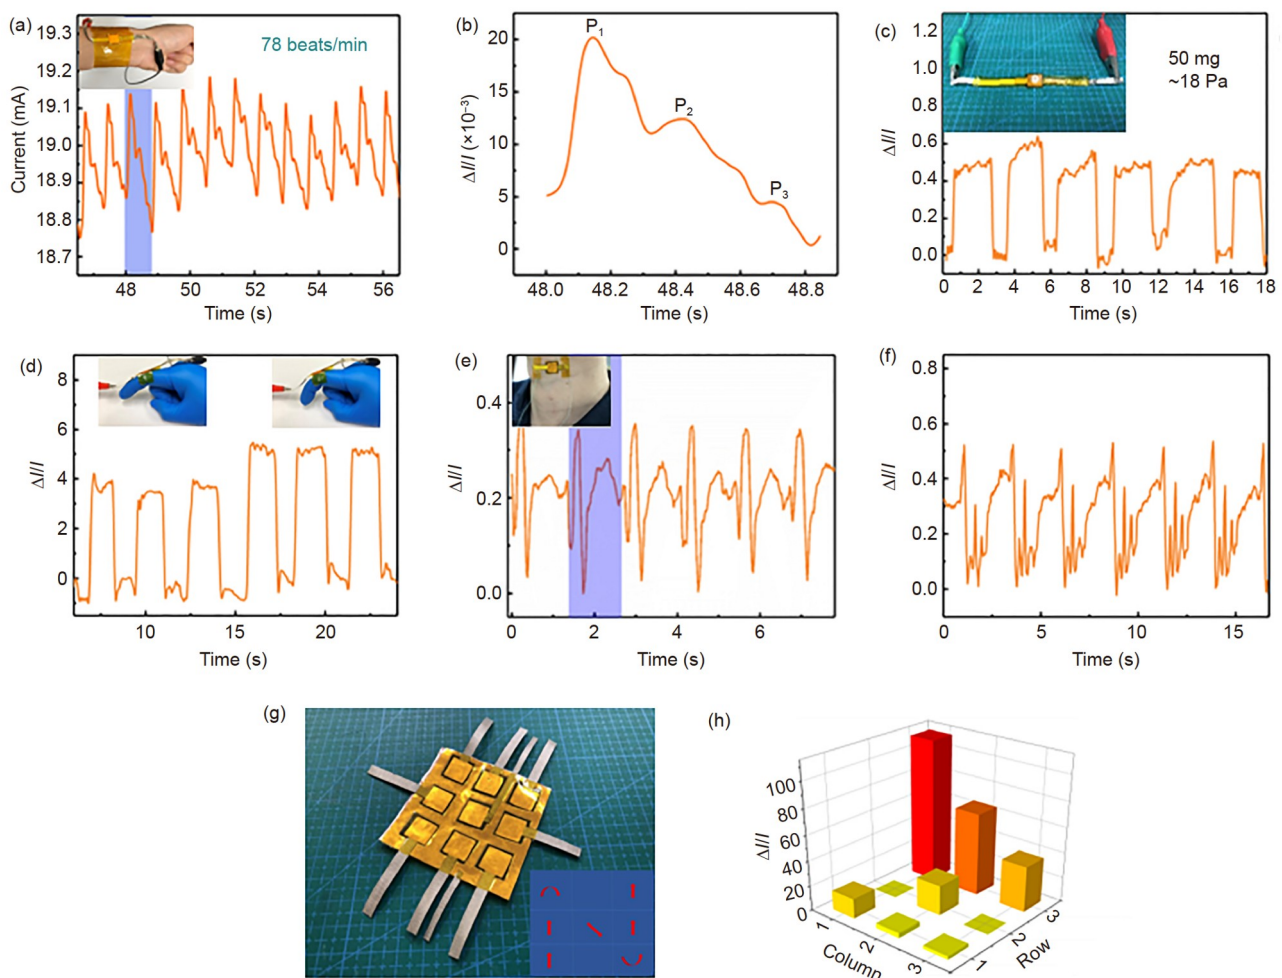 (a)
19.3
19.2
19.1
19.0
18.9
18.8
18.7
Current (mA)
78 beats/min
48
50
52
54
56
Time (s)
(b)
20
15
10
5
0
ΔI/I (×10⁻³)
P₁
P₂
P₃
48.0
48.2
48.4
48.6
48.8
Time (s)
(c)
1.2
1.0
0.8
0.6
0.4
0.2
0.0
ΔI/I
50 mg
~18 Pa
0
2
4
6
8
10
12
14
16
18
Time (s)
(d)
8
6
4
2
0
ΔI/I
10
15
20
Time (s)
(e)
0.4
0.2
0.0
ΔI/I
0
2
4
6
Time (s)
(f)
0.8
0.6
0.4
0.2
0.0
ΔI/I
0
5
10
15
Time (s)
(g)
(h)
100
80
60
40
20
0
ΔI/I
1
2
3
Column
1
2
3
Row